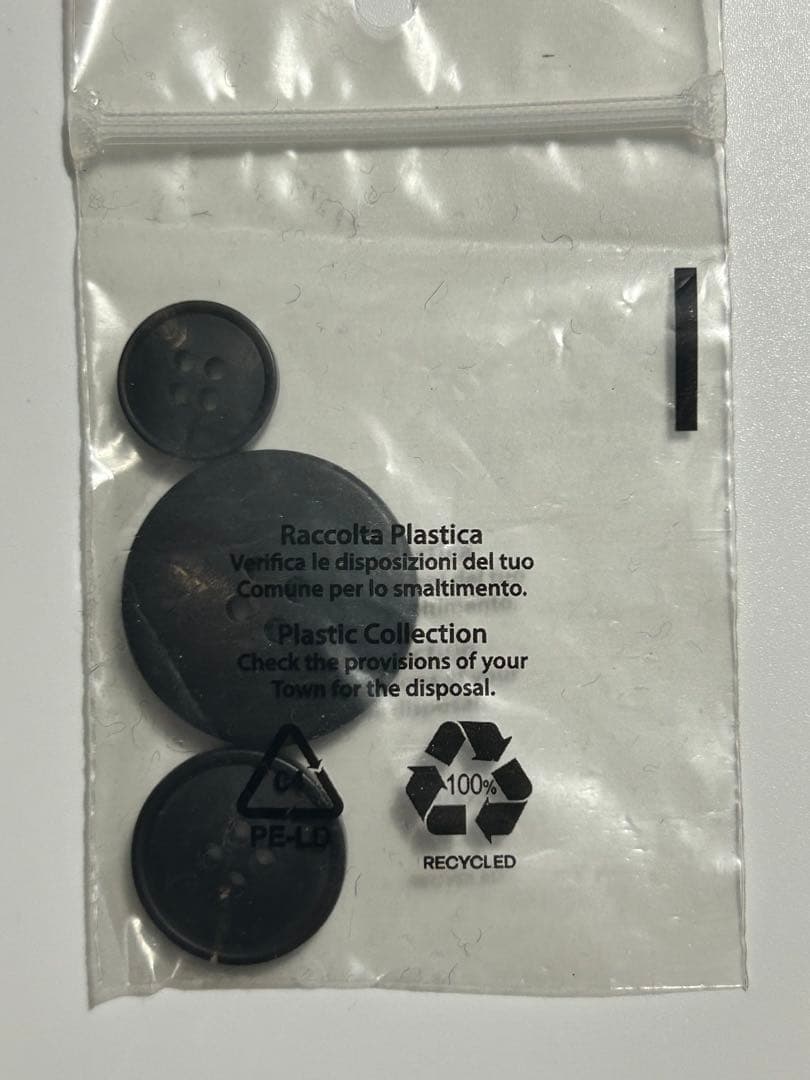 Raccolta Plastica
Verifica le disposizioni del tuo
Comune per lo smaltimento.
Plastic Collection
Check the provisions of your
Town for the disposal.
04
PE-LD
100%
RECYCLED